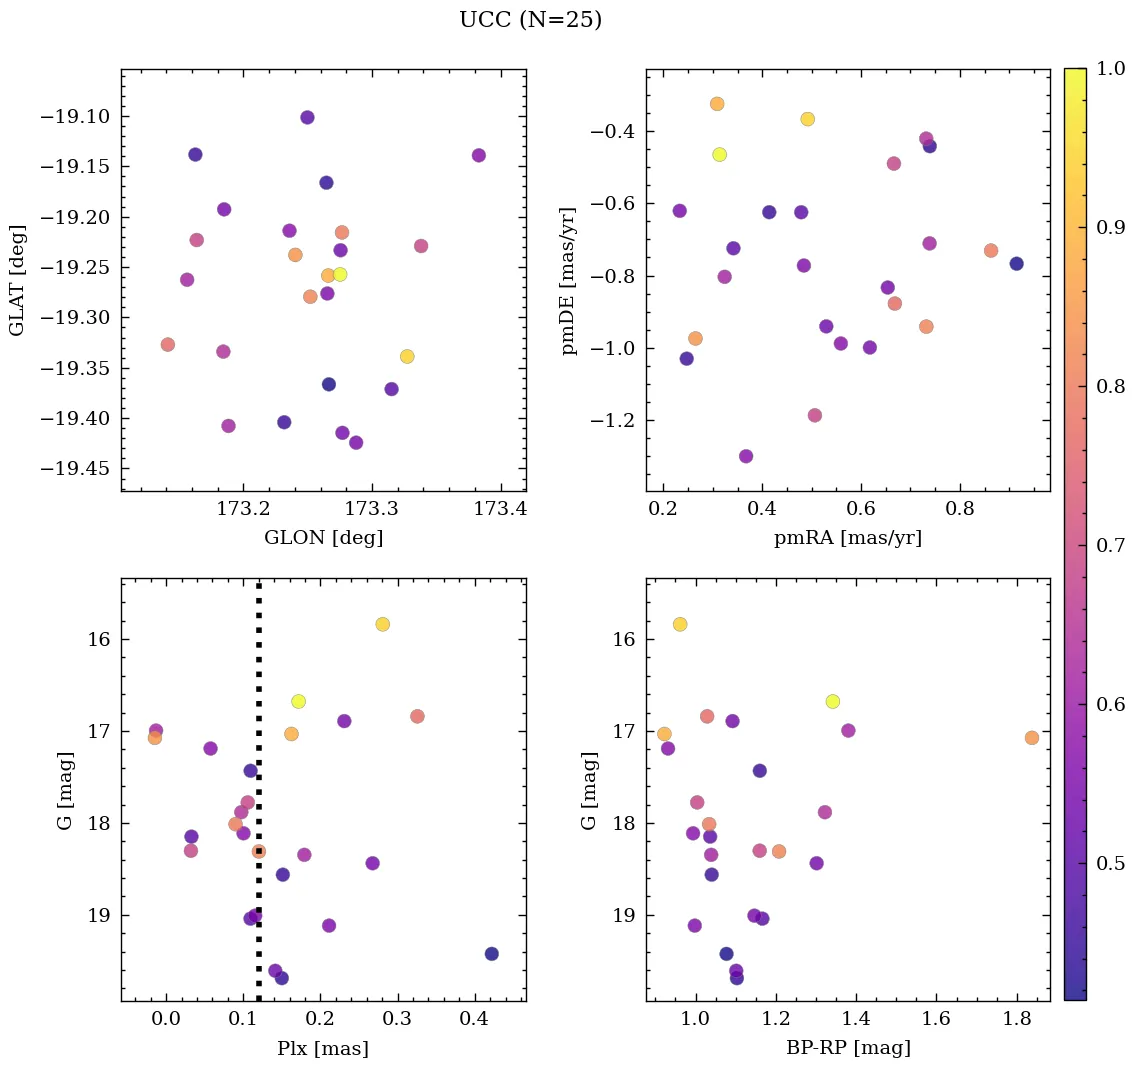 UCC (N=25)
−19.10
−19.15
−19.20
−19.25
−19.30
−19.35
−19.40
−19.45
GLAT [deg]
173.2 173.3 173.4
GLON [deg]
−0.4
−0.6
−0.8
−1.0
−1.2
pmDE [mas/yr]
0.2 0.4 0.6 0.8
pmRA [mas/yr]
1.0
0.9
0.8
0.7
0.6
0.5
16
17
18
19
G [mag]
0.0 0.1 0.2 0.3 0.4
Plx [mas]
16
17
18
19
G [mag]
1.0 1.2 1.4 1.6 1.8
BP-RP [mag]